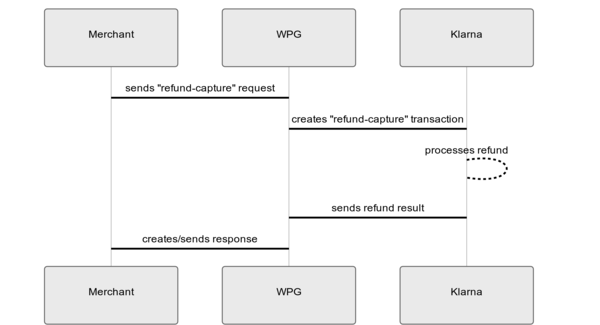 Merchant
WPG
Klarna
sends "refund-capture" request
creates "refund-capture" transaction
processes refund
sends refund result
creates/sends response
Merchant
WPG
Klarna